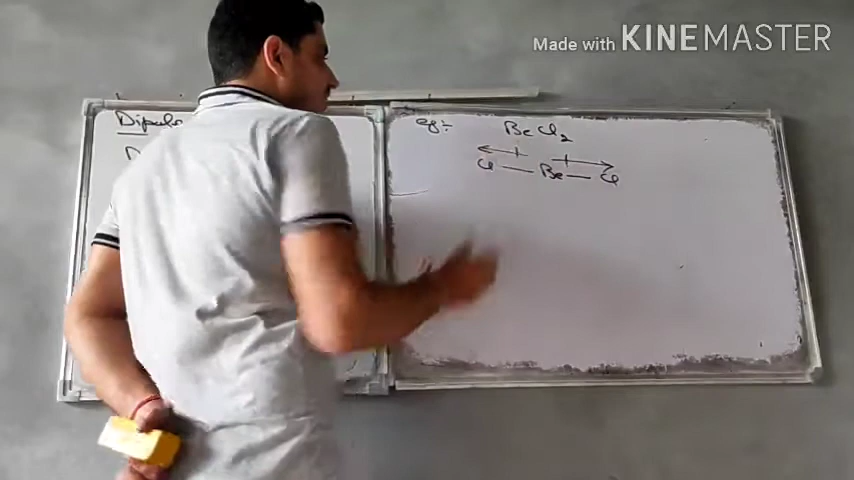 Made with KINEMASTER
Dipole
D
eg:-
BeCl2
Cl — Be — Cl